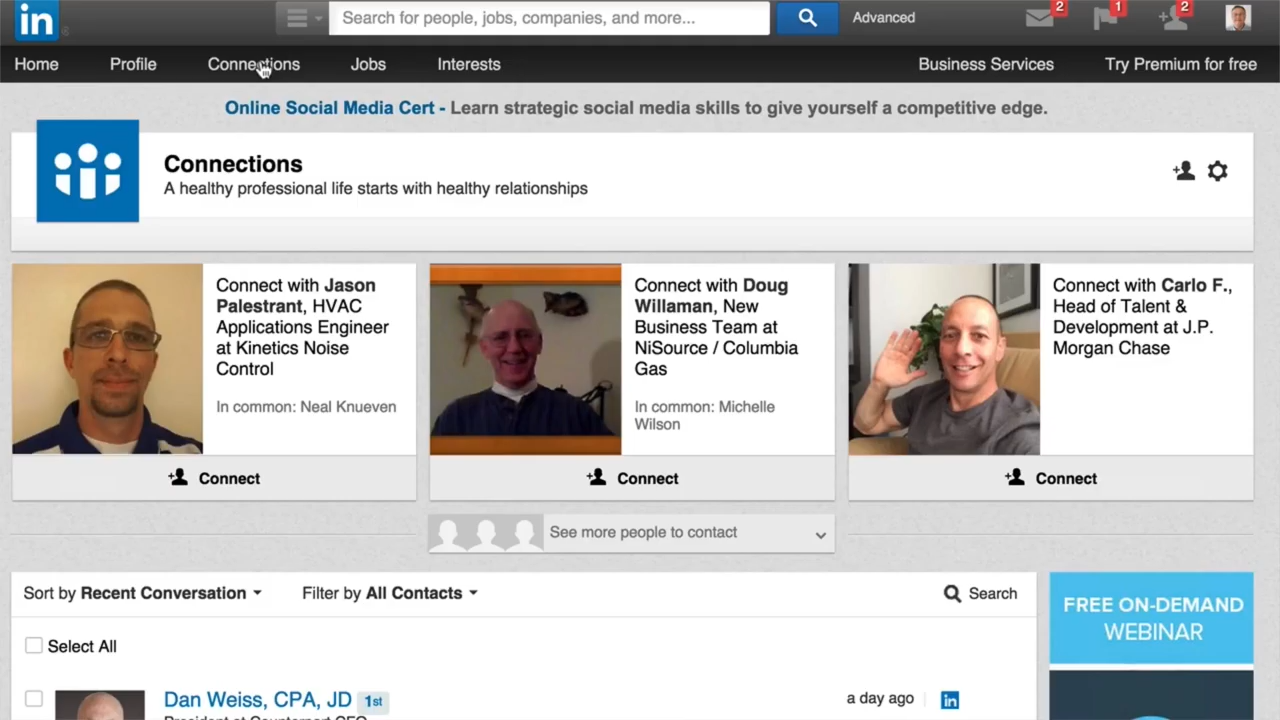 in
Search for people, jobs, companies, and more...
Advanced
2
1
2
Home Profile Connections Jobs Interests Business Services Try Premium for free
Online Social Media Cert - Learn strategic social media skills to give yourself a competitive edge.
Connections
A healthy professional life starts with healthy relationships
Connect with Jason
Palestrant, HVAC
Applications Engineer
at Kinetics Noise
Control
In common: Neal Knueven
Connect
Connect with Doug
Willaman, New
Business Team at
NiSource / Columbia
Gas
In common: Michelle
Wilson
Connect
Connect with Carlo F.,
Head of Talent &
Development at J.P.
Morgan Chase
Connect
See more people to contact
Sort by Recent Conversation Filter by All Contacts Search
Select All
Dan Weiss, CPA, JD 1st a day ago in
President at Counterpart CFO
FREE ON-DEMAND
WEBINAR